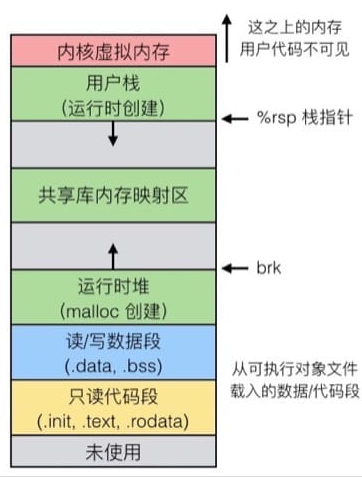 这之上的内存
用户代码不可见
内核虚拟内存
用户栈
(运行时创建)
%rsp 栈指针
共享库内存映射区
brk
运行时堆
(malloc 创建)
读/写数据段
(.data, .bss)
从可执行对象文件
载入的数据/代码段
只读代码段
(.init, .text, .rodata)
未使用